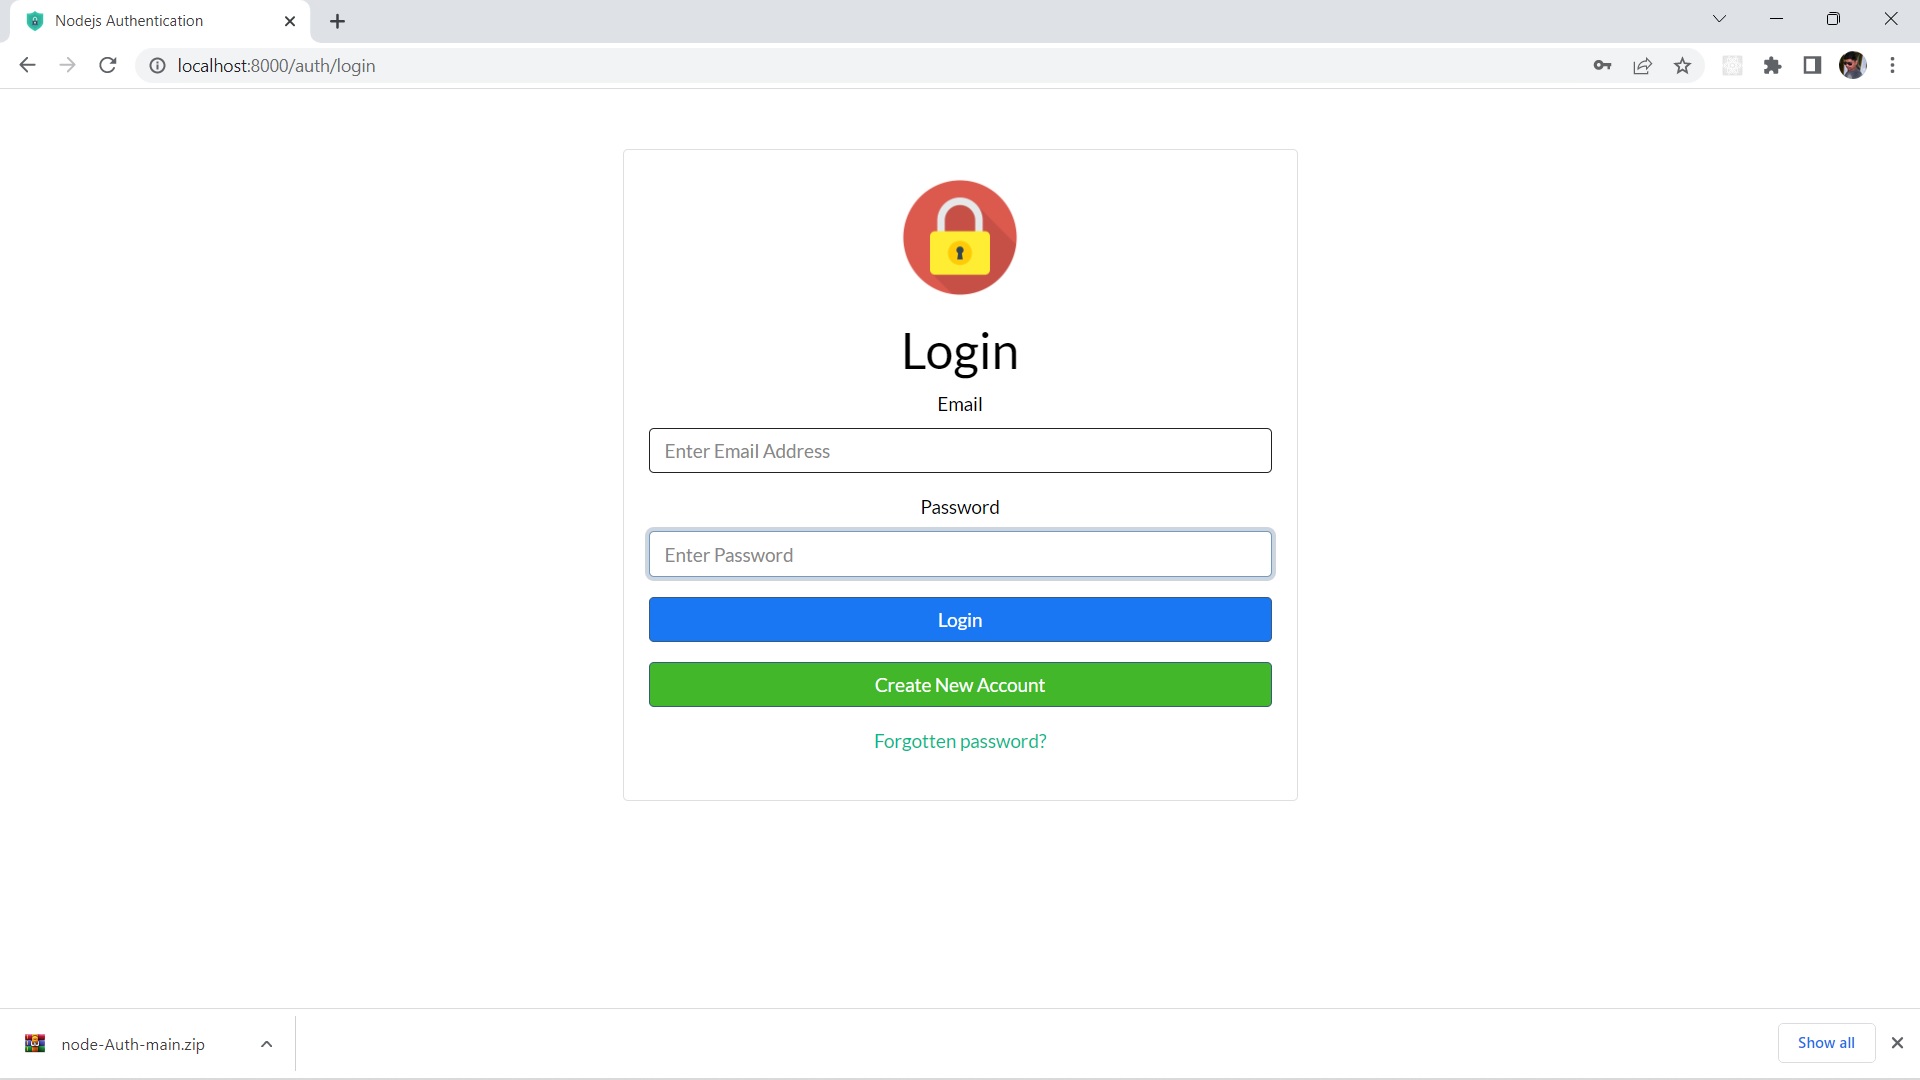 Nodejs Authentication
localhost:8000/auth/login
Login
Email
Enter Email Address
Password
Enter Password
Login
Create New Account
Forgotten password?
node-Auth-main.zip
Show all